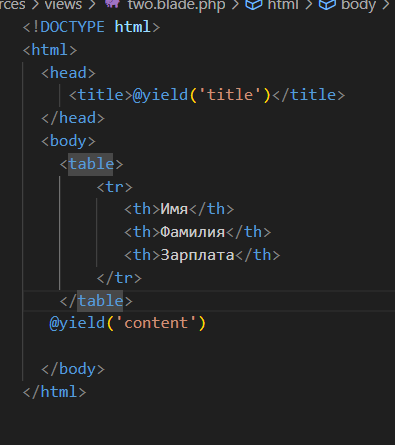 rces > views > two.blade.php > html > body >
<!DOCTYPE html>
<html>
<head>
<title>@yield('title')</title>
</head>
<body>
<table>
<tr>
<th>Имя</th>
<th>Фамилия</th>
<th>Зарплата</th>
</tr>
</table>
@yield('content')
</body>
</html>